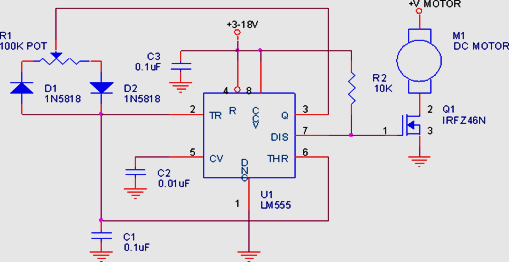 +V MOTOR
R1
100K POT
+3-18V
M1
DC MOTOR
C3
0.1uF
D1
1N5818
D2
1N5818
R2
10K
4
8
R
VCC
2
TR
Q
3
Q1
IRFZ46N
2
1
3
DIS
7
5
CV
THR
6
GND
C2
0.01uF
1
U1
LM555
C1
0.1uF